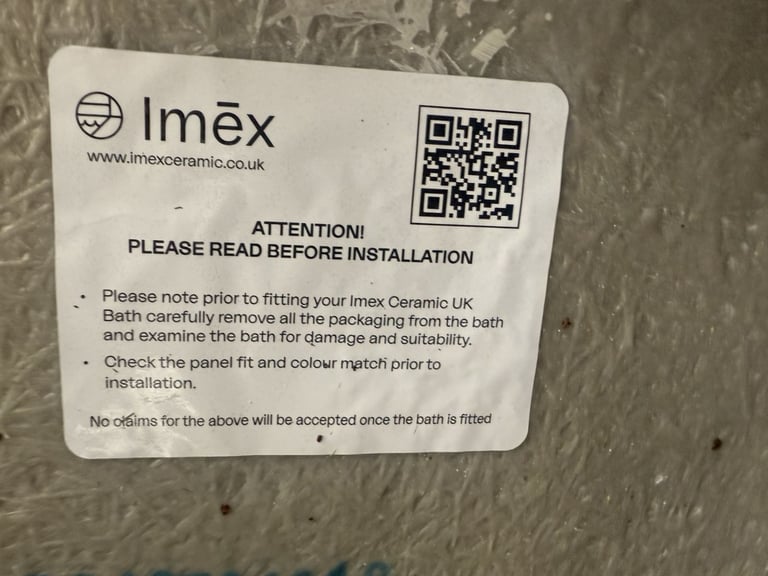 Imēx
www.imexceramic.co.uk
ATTENTION!
PLEASE READ BEFORE INSTALLATION
• Please note prior to fitting your Imex Ceramic UK
Bath carefully remove all the packaging from the bath
and examine the bath for damage and suitability.
• Check the panel fit and colour match prior to
installation.
No claims for the above will be accepted once the bath is fitted